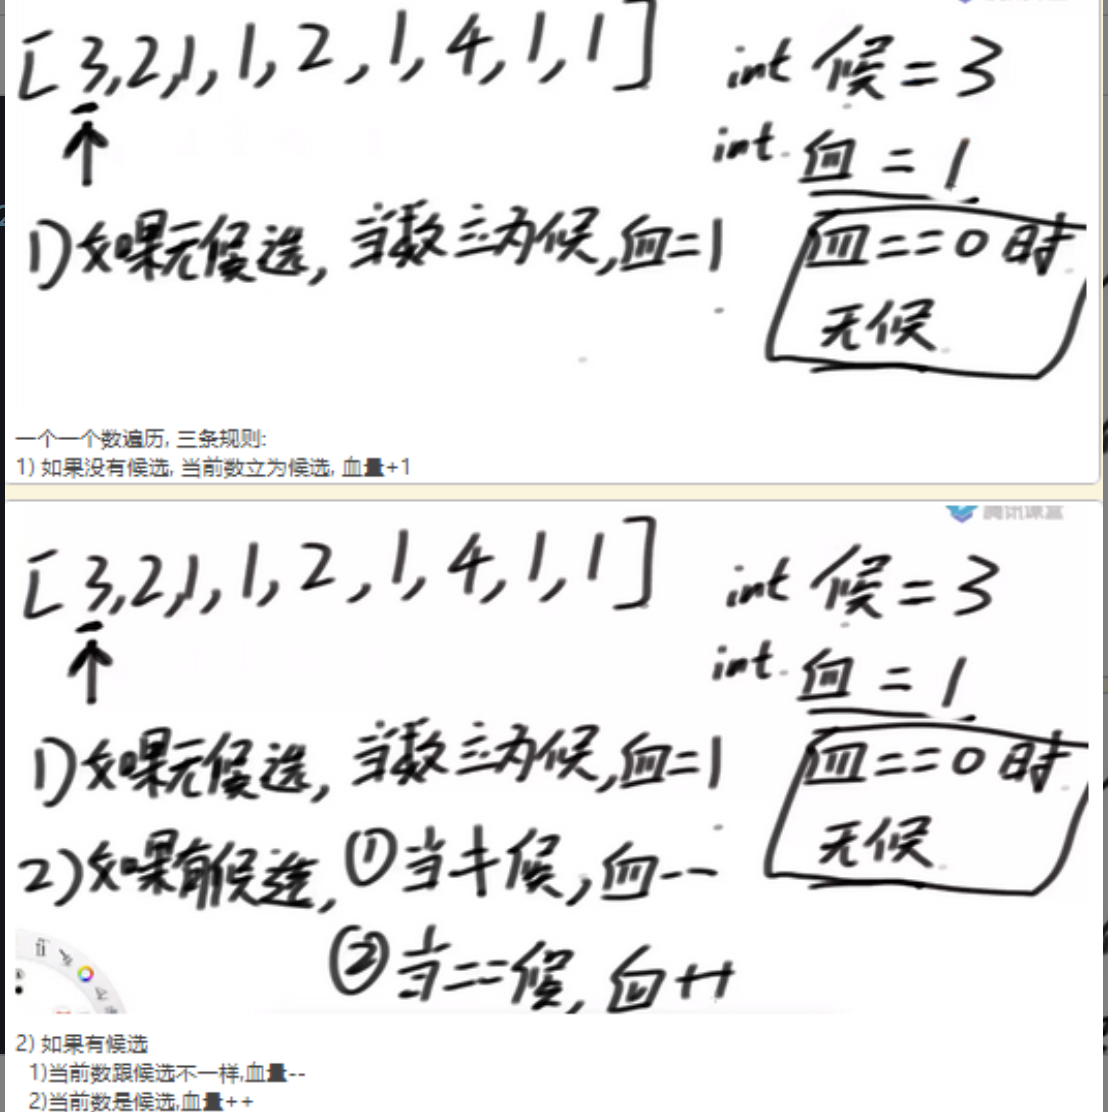 [3,2,1,1,2,1,4,1,1]
int 候=3
int 血=1
1)如果无候选,当数立为候,血=1
血==0时
无候
一个一个数遍历, 三条规则:
1) 如果没有候选, 当前数立为候选, 血量+1
腾讯课堂
[3,2,1,1,2,1,4,1,1]
int 候=3
int 血=1
1)如果无候选,当数立为候,血=1
血==0时
无候
2)如果有候选,①当≠候,血--
②当==候,血++
2) 如果有候选
1)当前数跟候选不一样,血量--
2)当前数是候选,血量++